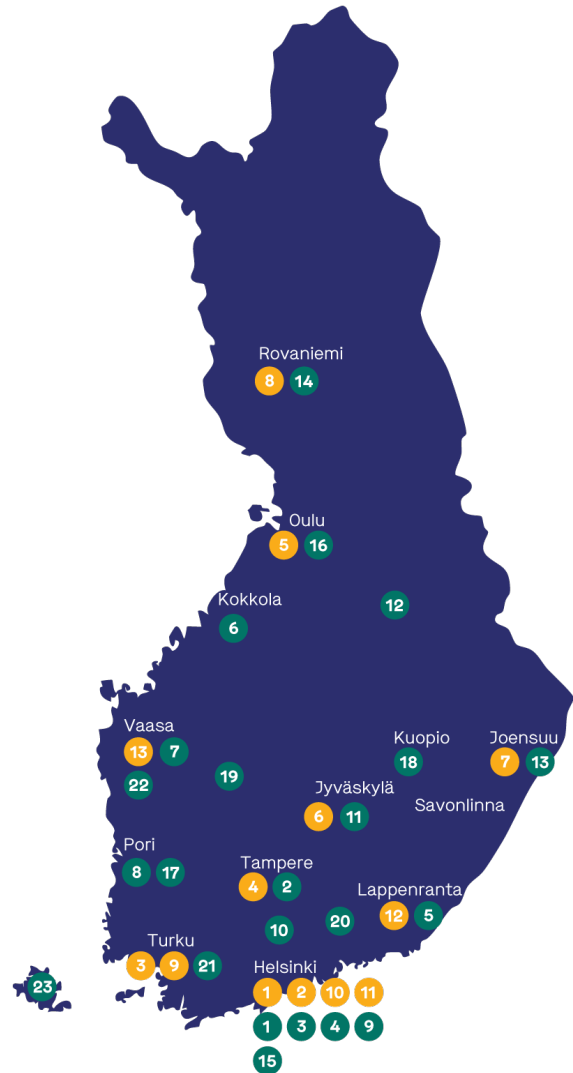 Rovaniemi
8 14
Oulu
5 16
Kokkola
6
12
Vaasa
13 7
22
19
Kuopio
18
Joensuu
7 13
Jyväskylä
6 11
Savonlinna
Pori
8 17
Tampere
4 2
10
20
Lappenranta
12 5
Turku
3 9 21
23
Helsinki
1 2 10 11
1 3 4 9
15